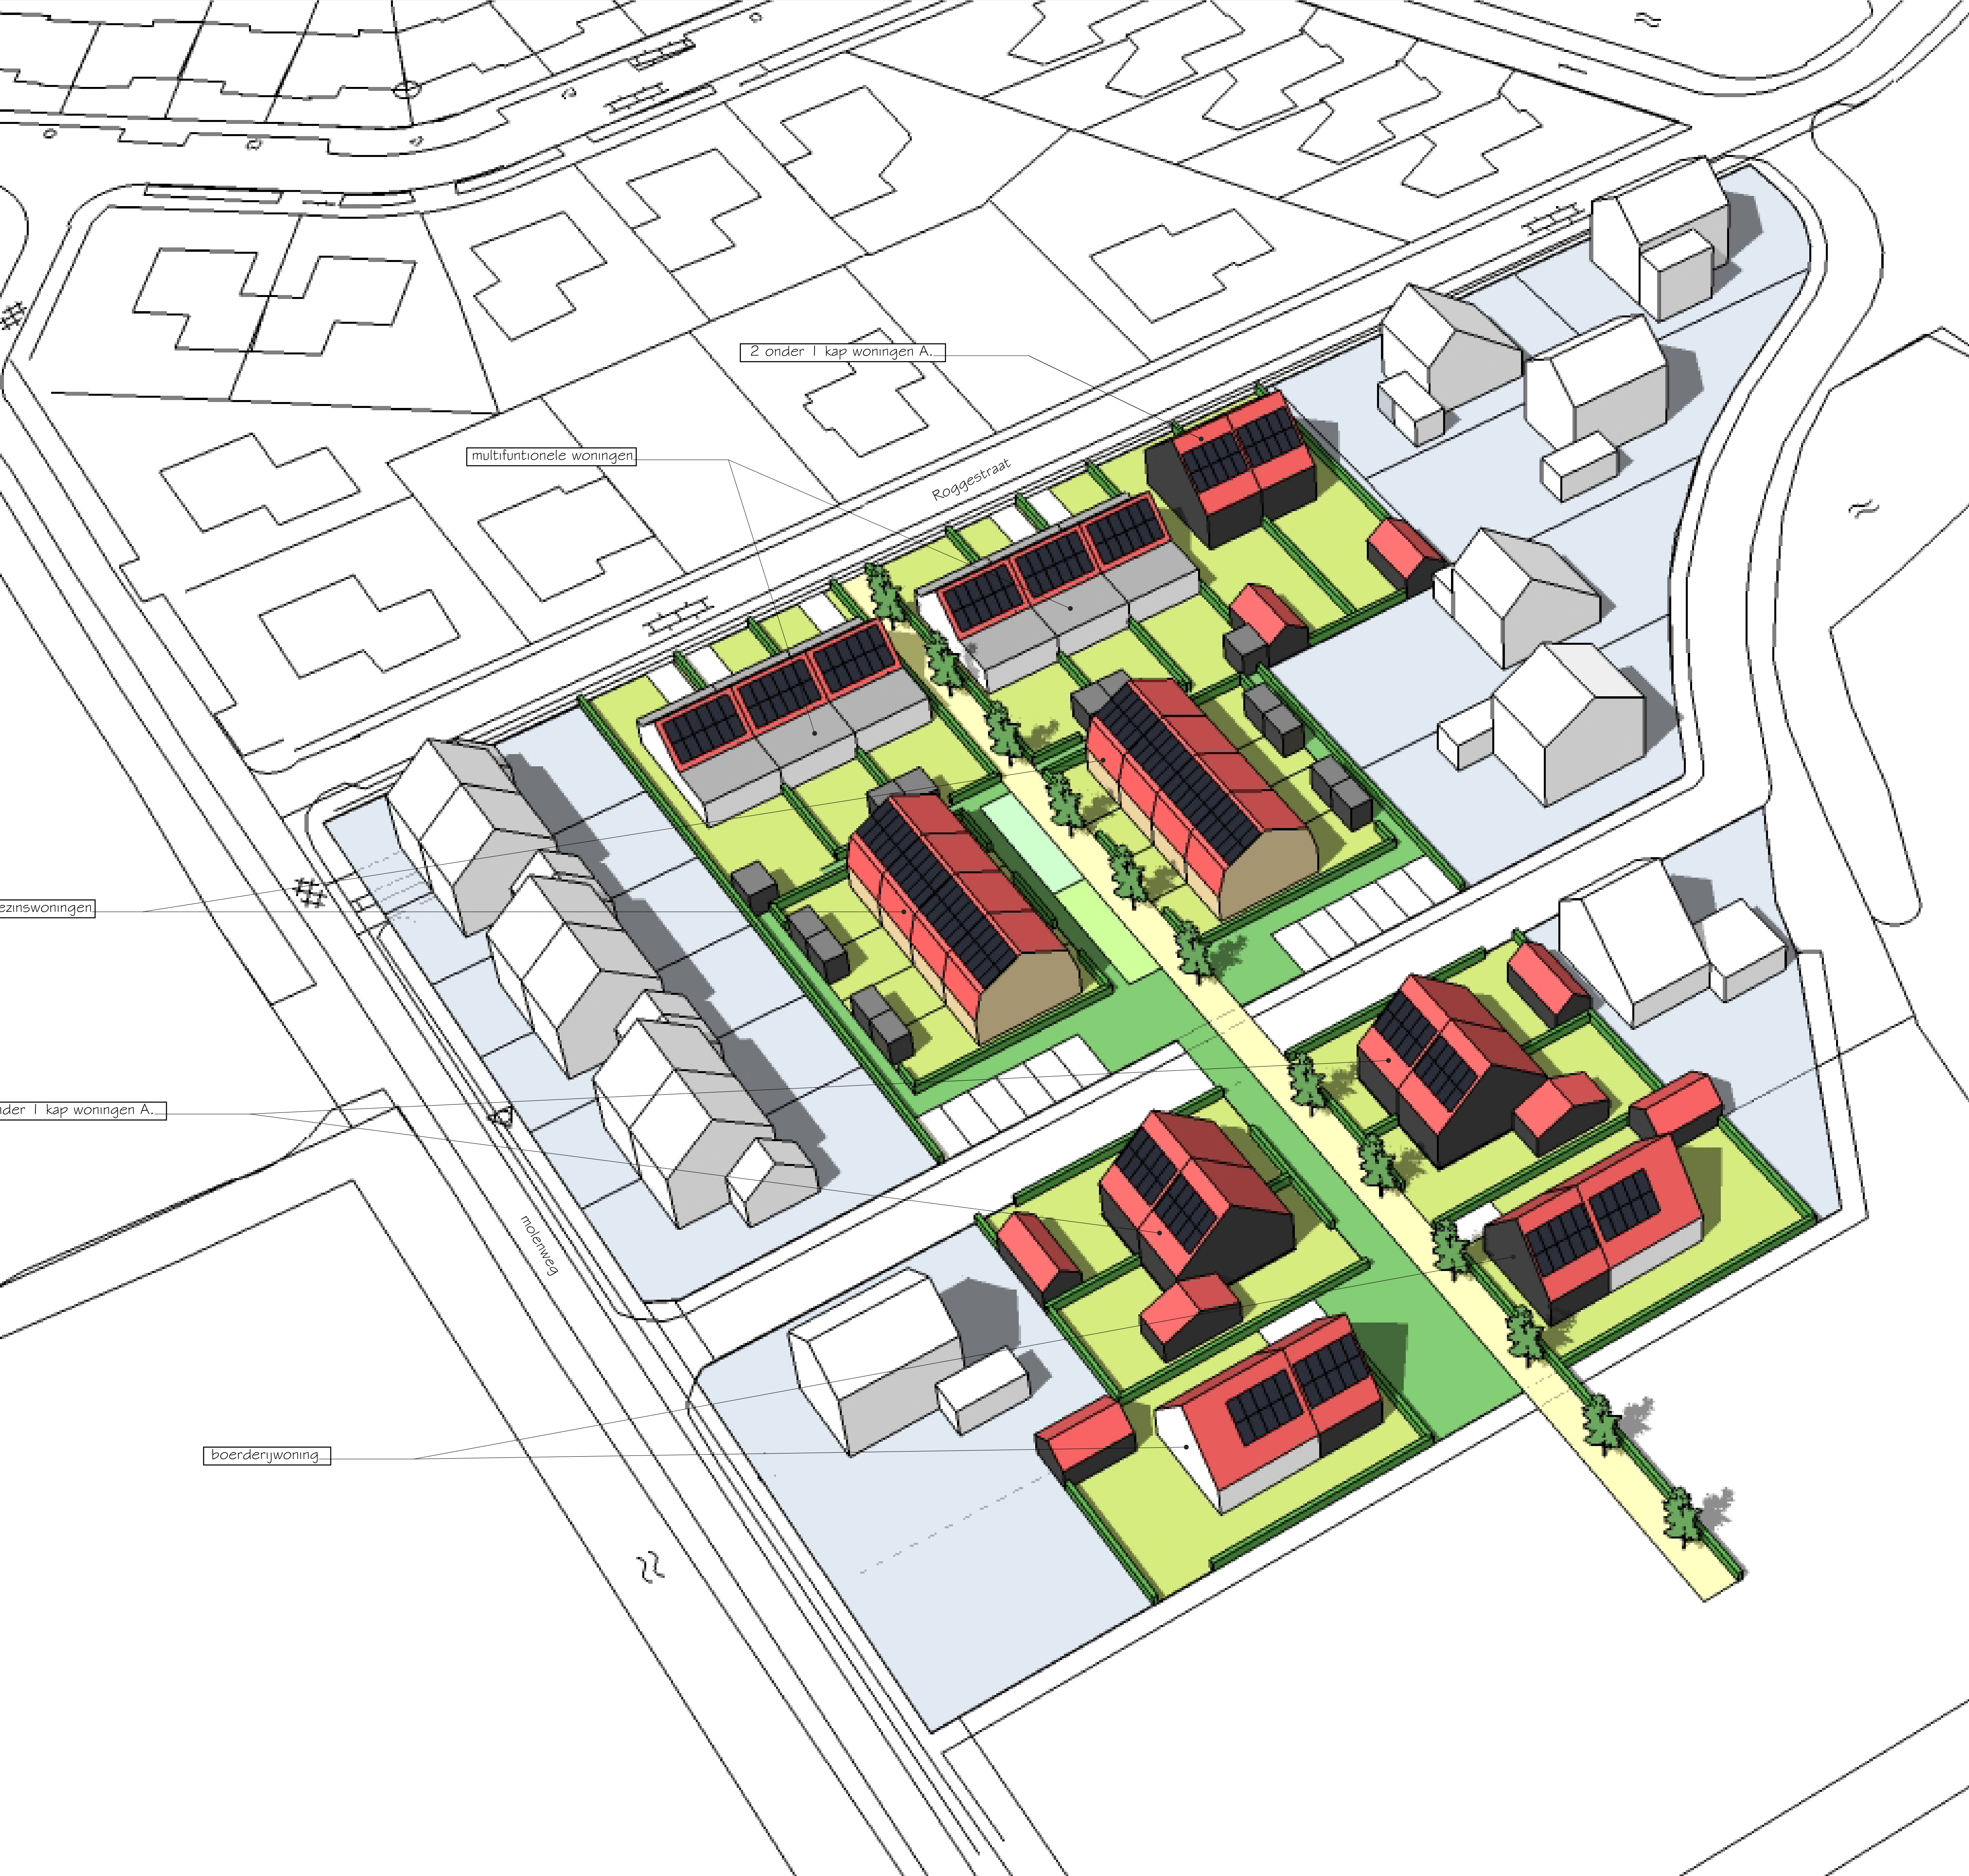 2 onder 1 kap woningen A.
multifuntionele woningen
Roggestraat
ezinswoningen
nder 1 kap woningen A.
molenweg
boerderijwoning